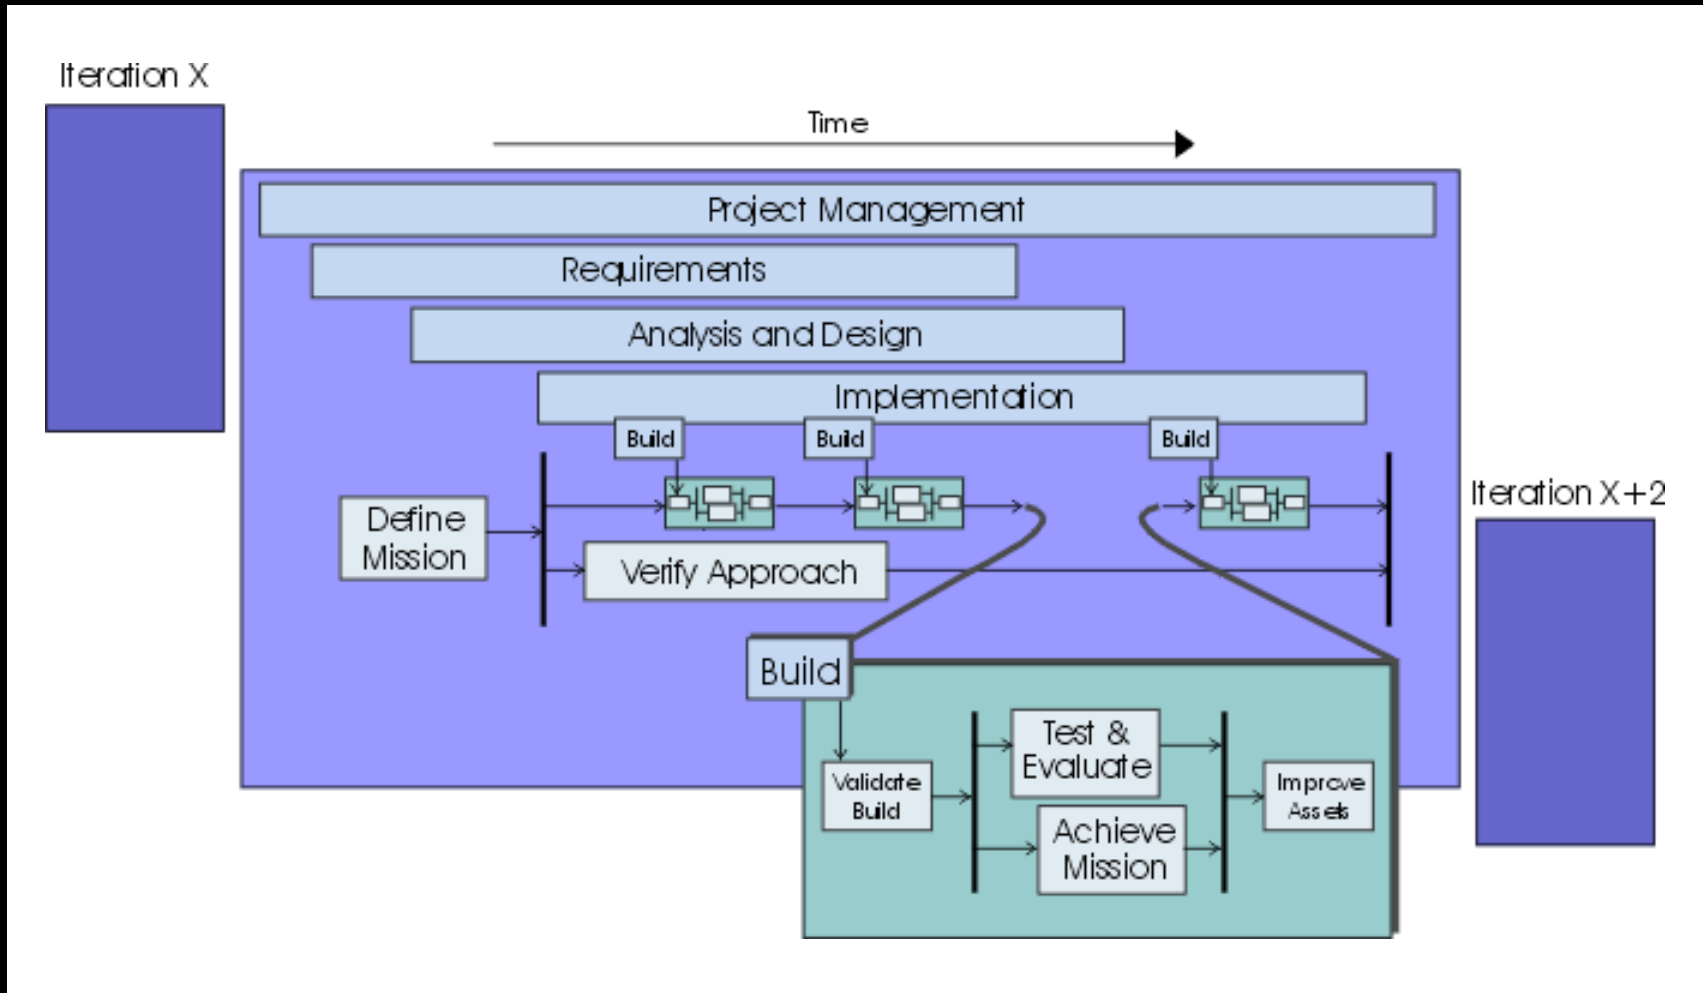 Iteration X
Time
Project Management
Requirements
Analysis and Design
Implementation
Build
Build
Build
Define
Mission
Verify Approach
Iteration X+2
Build
Validate
Build
Test &
Evaluate
Achieve
Mission
Improve
Assets